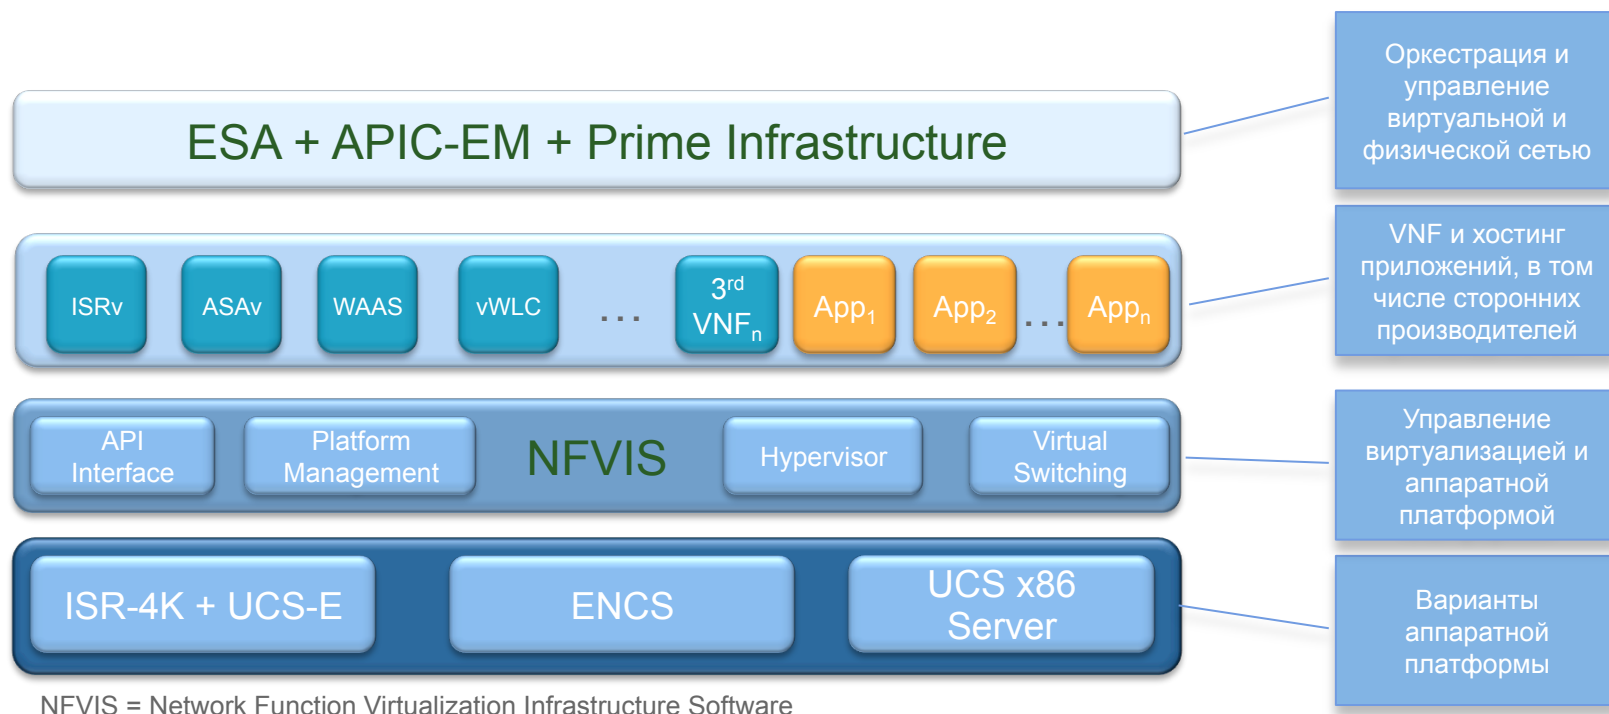 ESA + APIC-EM + Prime Infrastructure
Оркестрация и
управление
виртуальной и
физической сетью
ISRv
ASAv
WAAS
vWLC
...
3rd
VNFn
App1
App2
...
Appn
VNF и хостинг
приложений, в том
числе сторонних
производителей
API
Interface
Platform
Management
NFVIS
Hypervisor
Virtual
Switching
Управление
виртуализацией и
аппаратной
платформой
ISR-4K + UCS-E
ENCS
UCS x86
Server
Варианты
аппаратной
платформы
NFVIS = Network Function Virtualization Infrastructure Software